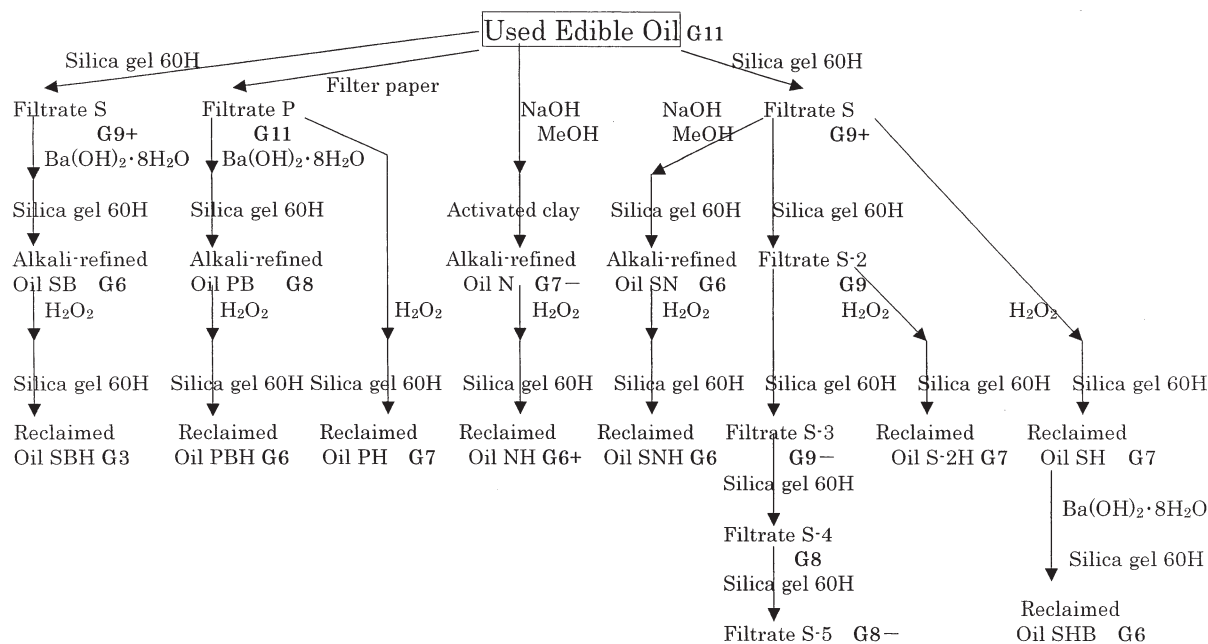 Used Edible Oil G11
Silica gel 60H
Silica gel 60H
Filter paper
Filtrate S
Filtrate P
NaOH
NaOH
Filtrate S
G9+
G11
MeOH
MeOH
G9+
Ba(OH)₂·8H₂O
Ba(OH)₂·8H₂O
Silica gel 60H
Silica gel 60H
Activated clay
Silica gel 60H
Silica gel 60H
Alkali-refined
Alkali-refined
Alkali-refined
Alkali-refined
Filtrate S-2
Oil SB G6
Oil PB G8
Oil N G7−
Oil SN G6
G9
H₂O₂
H₂O₂
H₂O₂
H₂O₂
H₂O₂
H₂O₂
H₂O₂
Silica gel 60H
Silica gel 60H
Silica gel 60H
Silica gel 60H
Silica gel 60H
Silica gel 60H
Silica gel 60H
Silica gel 60H
Reclaimed
Reclaimed
Reclaimed
Reclaimed
Reclaimed
Filtrate S-3
Reclaimed
Reclaimed
Oil SBH G3
Oil PBH G6
Oil PH G7
Oil NH G6+
Oil SNH G6
G9−
Oil S-2H G7
Oil SH G7
Silica gel 60H
Ba(OH)₂·8H₂O
Filtrate S-4
G8
Silica gel 60H
Silica gel 60H
Reclaimed
Filtrate S-5 G8−
Oil SHB G6